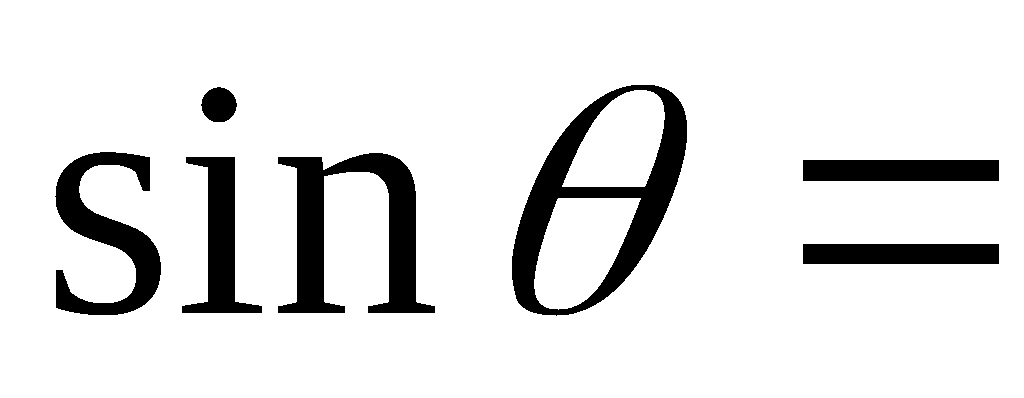 sin θ =